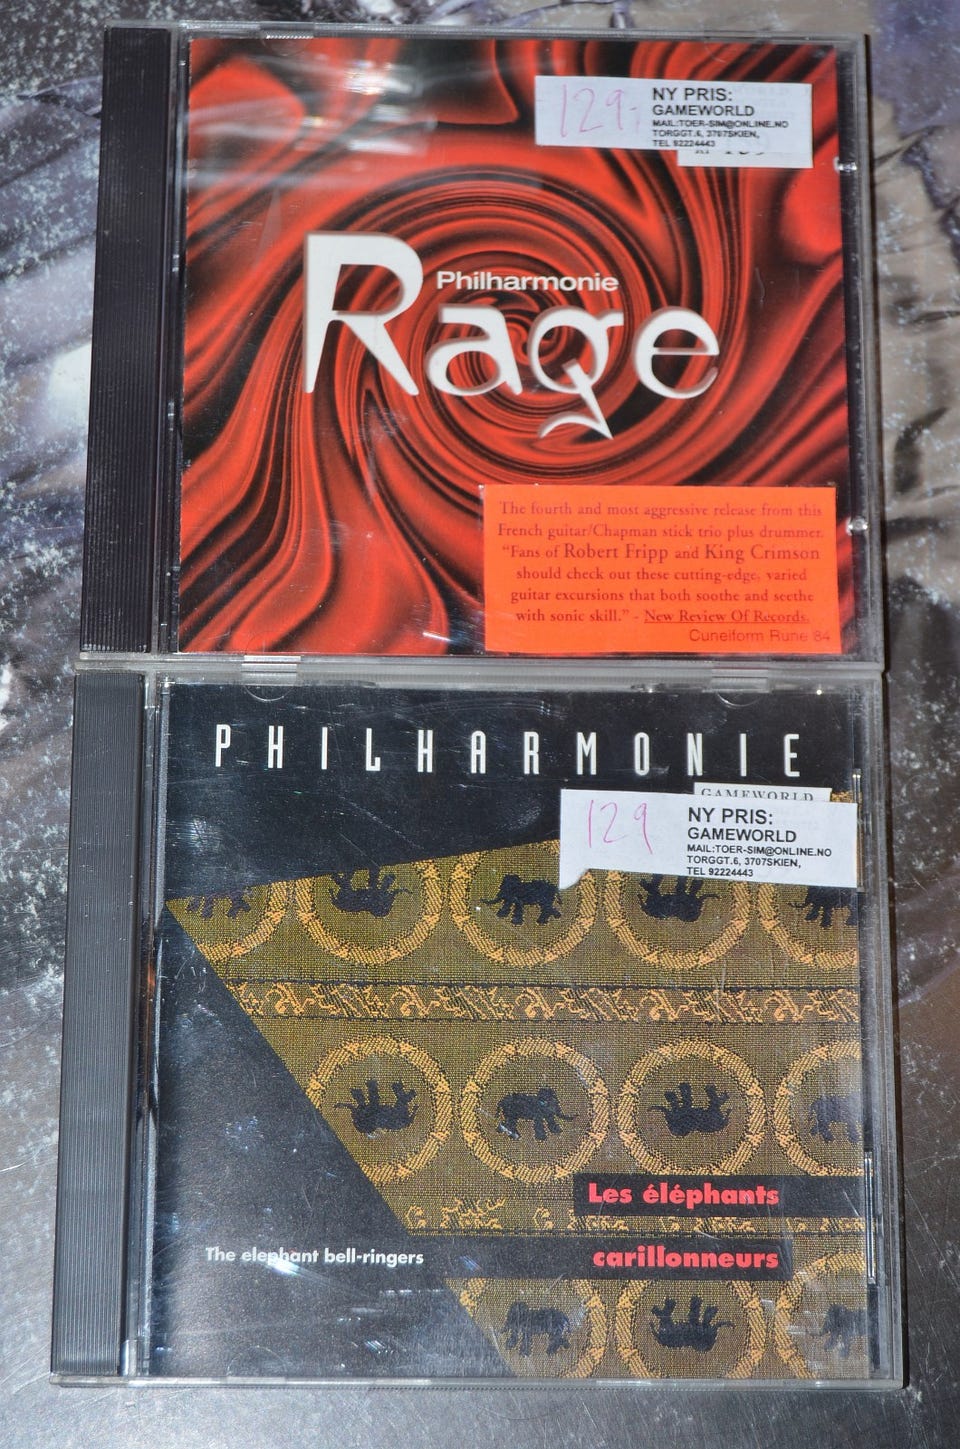 129,-
NY PRIS:
GAMEWORLD
MAIL:TOER-SIM@ONLINE.NO
TORGGT.6, 3707SKIEN,
TEL 92224443
Philharmonie
Rage
The fourth and most aggressive release from this
French guitar/Chapman stick trio plus drummer.
"Fans of Robert Fripp and King Crimson
should check out these cutting-edge, varied
guitar excursions that both soothe and seethe
with sonic skill." - New Review Of Records.
Cuneiform Rune 84
PHILHARMONIE
GAMEWORLD
129
NY PRIS:
GAMEWORLD
MAIL:TOER-SIM@ONLINE.NO
TORGGT.6, 3707SKIEN,
TEL 92224443
Les éléphants
The elephant bell-ringers
carillonneurs